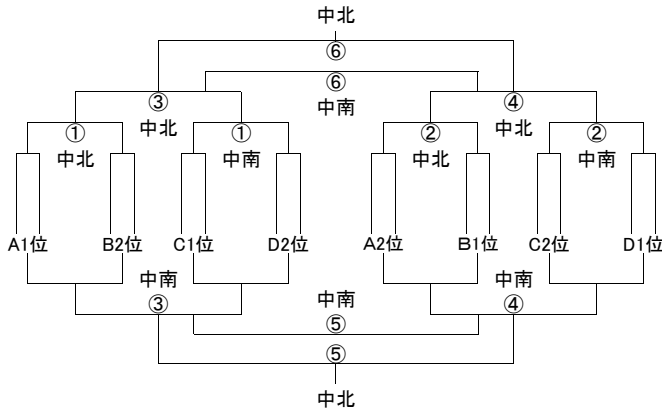 中北
⑥
⑥
中南
③
④
中北
中北
①
①
②
②
中北
中南
中北
中南
A1位 B2位 C1位 D2位 A2位 B1位 C2位 D1位
中南
中南
③
④
中南
⑤
⑤
中北